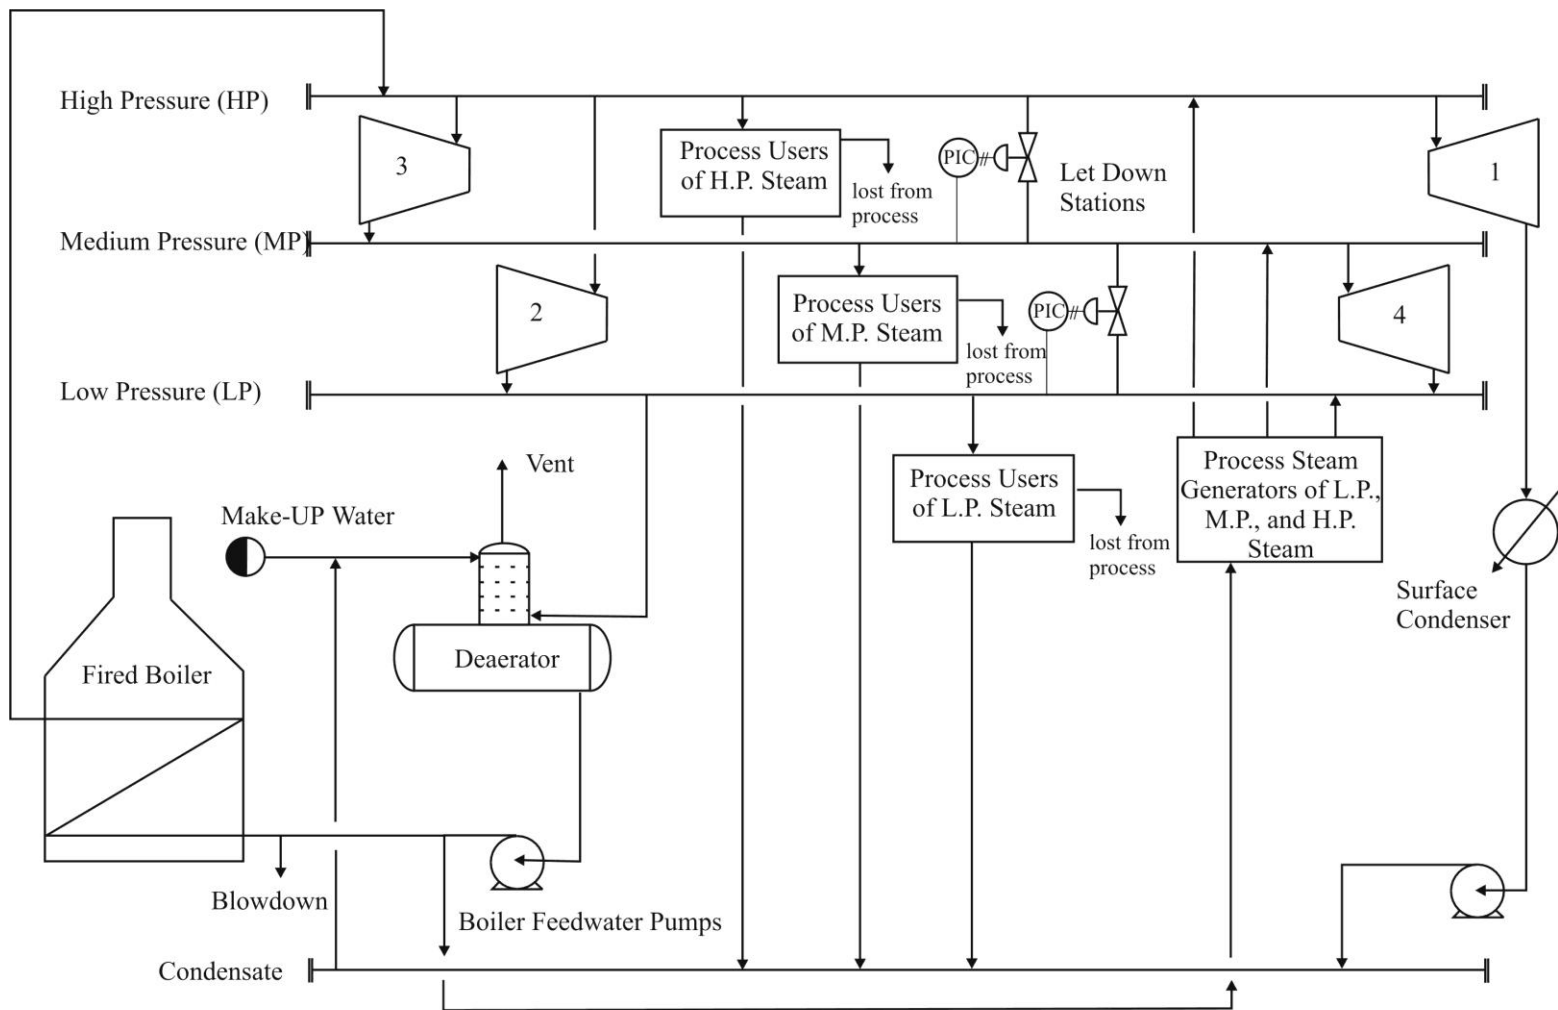 High Pressure (HP)
3
Process Users
of H.P. Steam
lost from
process
PIC
Let Down
Stations
1
Medium Pressure (MP)
2
Process Users
of M.P. Steam
lost from
process
PIC
4
Low Pressure (LP)
Vent
Process Users
of L.P. Steam
lost from
process
Process Steam
Generators of L.P.,
M.P., and H.P.
Steam
Make-UP Water
Surface
Condenser
Fired Boiler
Deaerator
Blowdown
Boiler Feedwater Pumps
Condensate